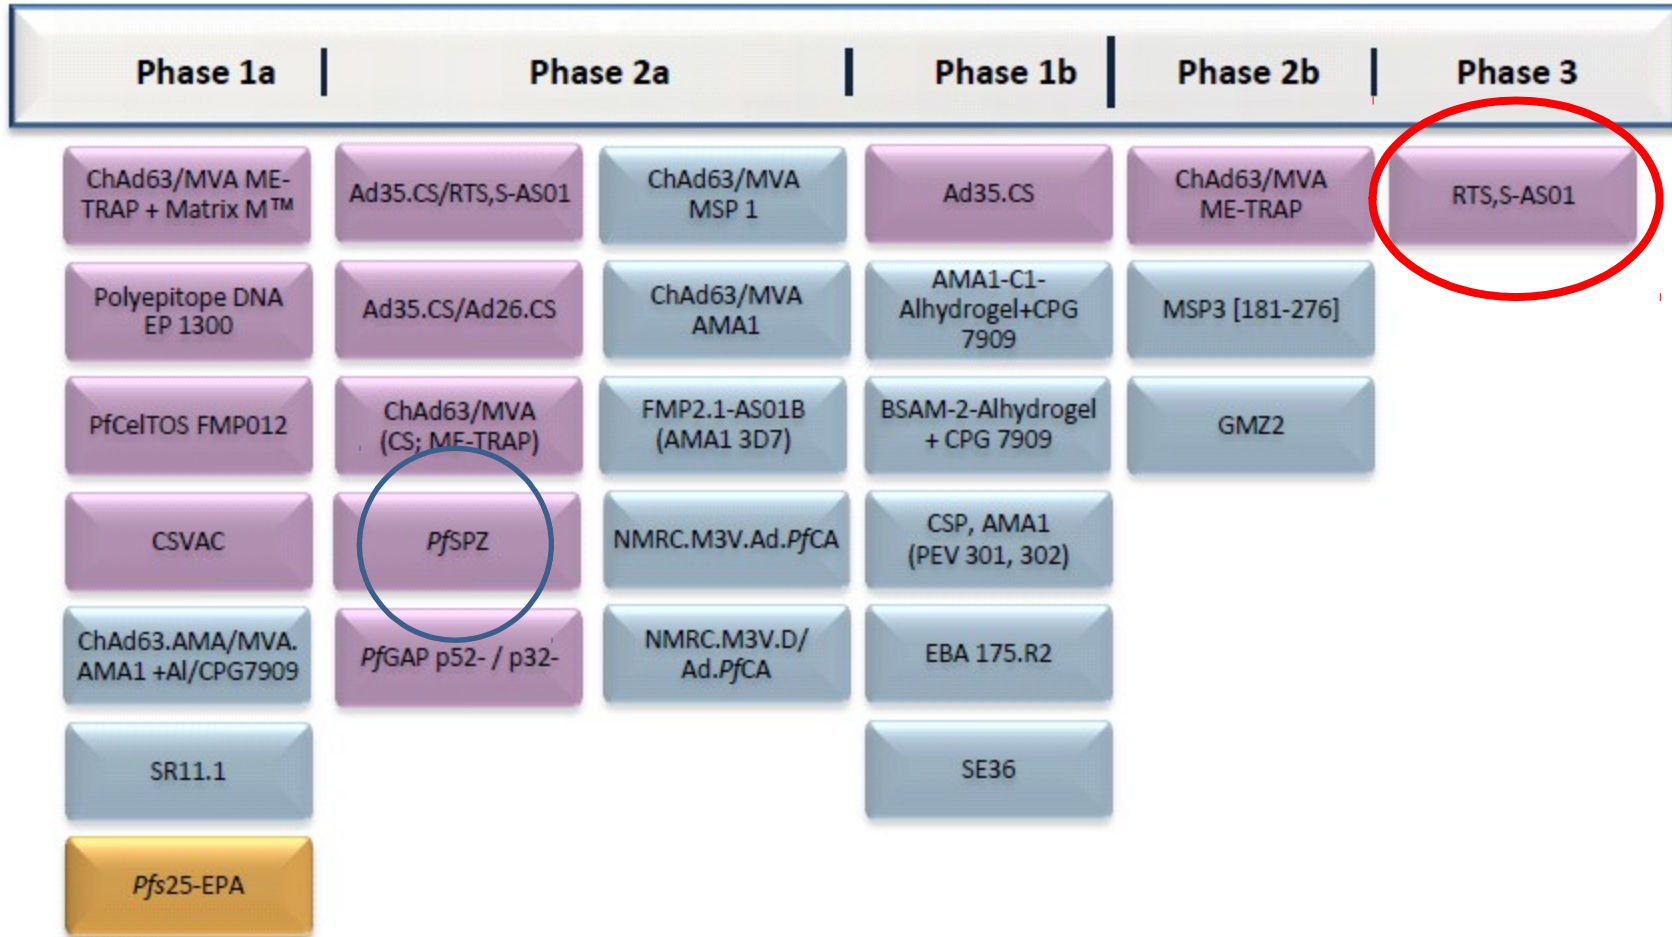 Phase 1a
Phase 2a
Phase 1b
Phase 2b
Phase 3
ChAd63/MVA ME-
TRAP + Matrix M™
Polyepitope DNA
EP 1300
PfCelTOS FMP012
CSVAC
ChAd63.AMA/MVA.
AMA1 +Al/CPG7909
SR11.1
Pfs25-EPA
Ad35.CS/RTS,S-AS01
Ad35.CS/Ad26.CS
ChAd63/MVA
(CS; ME-TRAP)
PfSPZ
PfGAP p52- / p32-
ChAd63/MVA
MSP 1
ChAd63/MVA
AMA1
FMP2.1-AS01B
(AMA1 3D7)
NMRC.M3V.Ad.PfCA
NMRC.M3V.D/
Ad.PfCA
Ad35.CS
AMA1-C1-
Alhydrogel+CPG
7909
BSAM-2-Alhydrogel
+ CPG 7909
CSP, AMA1
(PEV 301, 302)
EBA 175.R2
SE36
ChAd63/MVA
ME-TRAP
MSP3 [181-276]
GMZ2
RTS,S-AS01